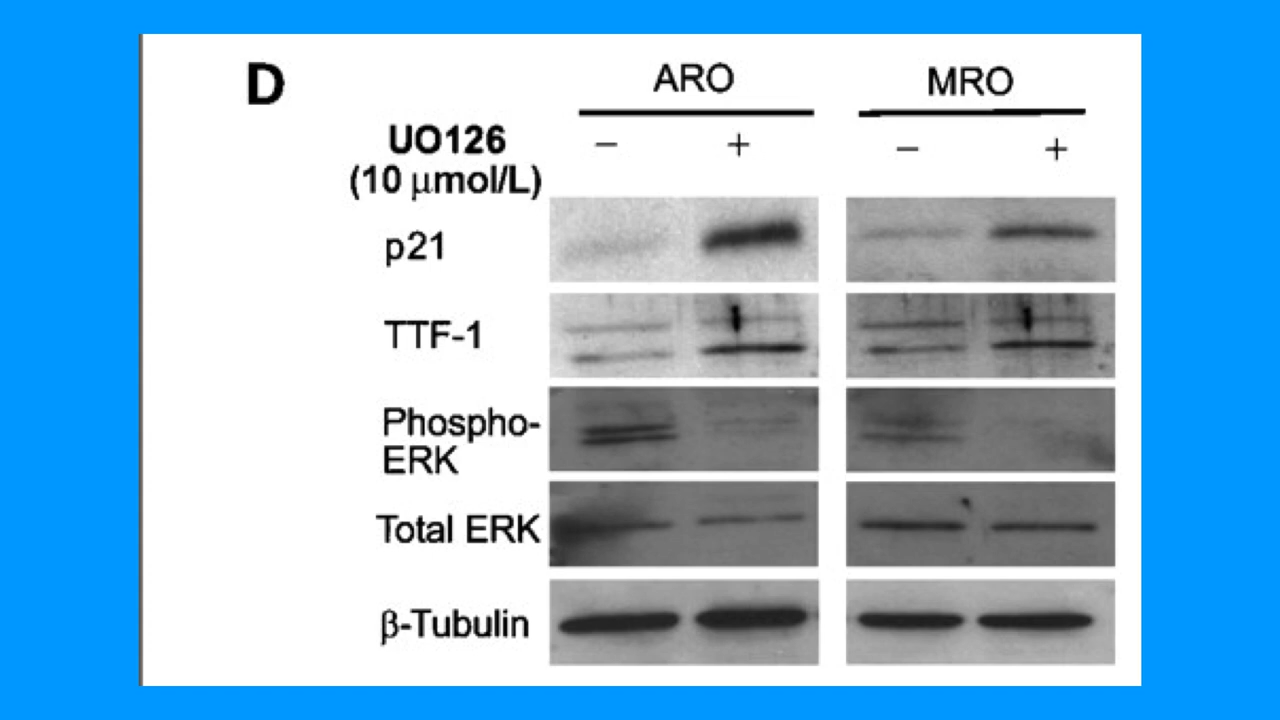 D
ARO
MRO
UO126
(10 μmol/L)
− + − +
p21
TTF-1
Phospho-
ERK
Total ERK
β-Tubulin